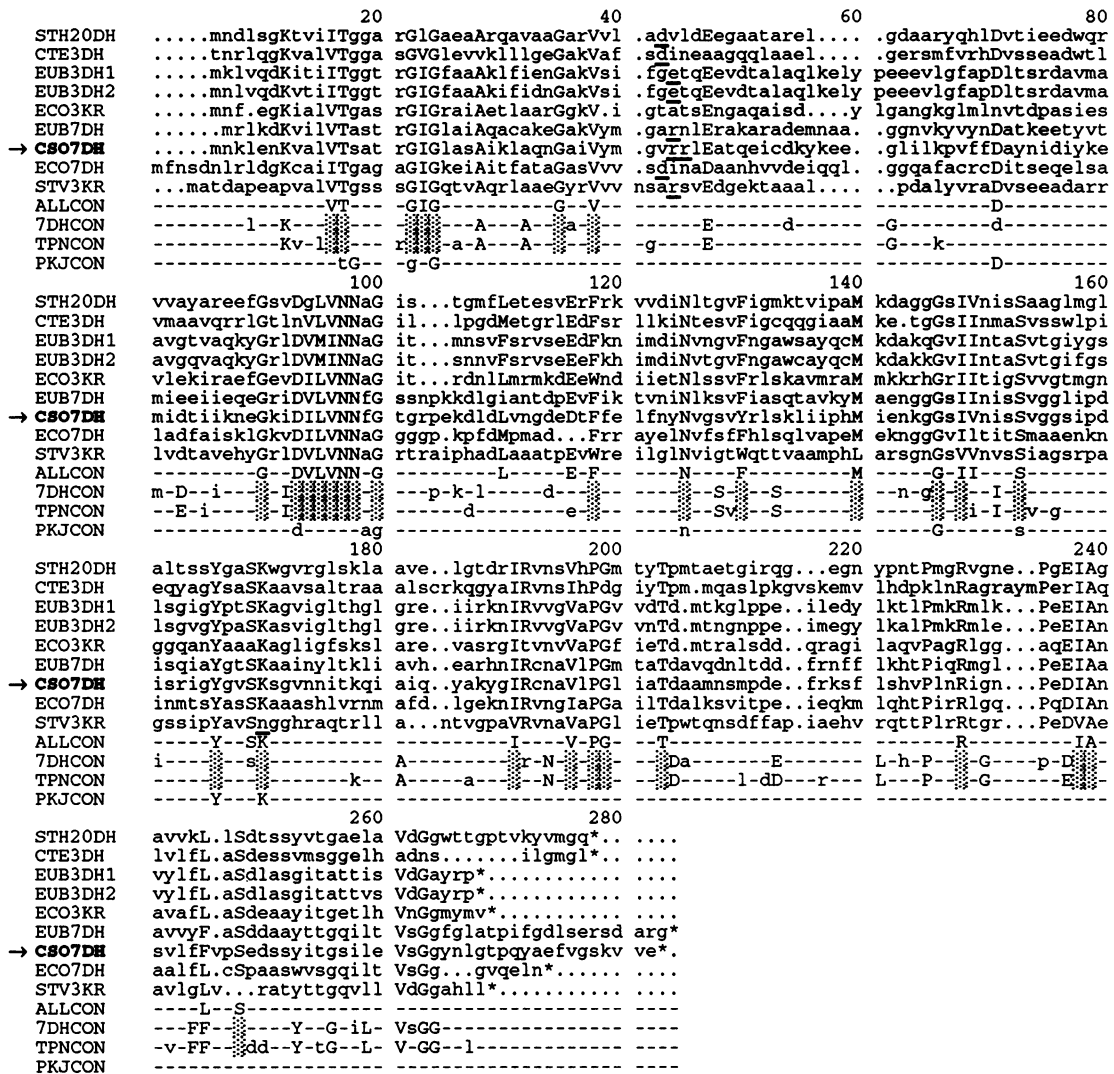 20 40 60 80
STH20DH .....mndlsgKtviITgga rGlGaeaArqavaaGarVvl .advldEegaatarel... .gdaaryqhlDvtieedwqr
CTE3DH .....tnrlqgKvalVTgga sGVGlevvklllgeGakVaf .sdineaagqqlaael... .gersmfvrhDvsseadwtl
EUB3DH1 .....mklvqdKitiITggt rGIGfaaAklfienGakVsi .fgetqEevdtalaqlkely peeevlgfapDltsrdavma
EUB3DH2 .....mnlvqdKvtiITggt rGIGfaaAkifidnGakVsi .fgetqEevdtalaqlkely peeevlgfapDltsrdavma
ECO3KR .....mnf.egKialVTgas rGIGraiAetlaarGgkV.i .gtatsEngaqaisd..y lgangkglmlnvtdpasies
EUB7DH .....mrlkdKvilVTastr rGIGlaiAqacakeGakVym .garnlErakaradenmaa. .ggnvkyvynDatkeetyvt
→ CSO7DH .....mnklenKvalVTsat rGIGlasAiklaqnGaiVym .gvrrlEatqeicdkykee. .glilkpvffDaynidiyke
ECO7DH mfnsdnlrldgKcaiITgag aGIGkeiAitfataGasVvv .sdinaDaanhvvdeiqql. .ggqafacrcDitseqelsa
STV3KR ...matdapeapvalVTgss sGIGqtvAqrlaaeGyrVvv nsarsvEdgektaaal.... .pdalyvraDvseeadarr
ALLCON ---------------VT--- -GIG----------G--V-- -------------------- ----------D---------
7DHCON --------l--K------ ---A---A--a------ ------E------d----- --G-------d---------
TPNCON -----------Kv-l--- r---a-A---A------ --g---E------------ --G---k------------
PKJCON ----------------tG- -g-G---------------- -------------------- ----------D---------
100 120 140 160
STH20DH vvayareefGsvDgLVNNaG is...tgmfLetesvErFrk vvdiNltgvFigmktvipaM kdaggGsIVnisSaaglmgl
CTE3DH vmaavqrrlGtlnVLVNNaG il...lpgdMetgrlEdFsr llkiNtesvFigcqqgiaaM ke.tgGsIInmaSvsswlpi
EUB3DH1 avgtvaqkyGrlDVMINNaG it...mnsvFsrvseEdFkn imdiNvngvFngawsayqcM kdakqGvIIntaSvtgiygs
EUB3DH2 avgqvaqkyGrlDVMINNaG it...snnvFsrvseEeFkh imdiNvtgvFngawcayqcM kdakkGvIIntaSvtgifgs
ECO3KR vlekiraefGevDILVNNaG it...rdnlLmrmkdEeWnd iietNlssvFrlskavmraM mkkrhGrIItigSvvgtmgn
EUB7DH mieeiieqeGriDILVNNfG gssnpkkdlgiantdpEvFik tvniNlksvFiasqtavkyM aenggGsIInisSvgglipd
→ CSO7DH midtiikneGkiDILVNNfG tgrpekdldLvngdeDtFfe lfnyNvgsvYrlskliiphM ienkgGsIVnisSvggsipd
ECO7DH ladfaisklGkvDILVNNaG gggp.kpfdMpmad...Frr ayelNvfsfFhlsqlvapeM eknggGvIltitSmaaenkn
STV3KR lvdtavehyGrlDVLVNNaG rtraiphadLaaatpEvWre ilglNvigtWqttvaamphL arsgnGsVVnvsSiagsrpa
ALLCON ---------G--DVLVNN-G ---------L-----E-F-- ----N----F---------M -----G-II---S-------
7DHCON m-D--i----I- ---p-k-l-----d---- ------S----S----- ---n-g---I-------
TPNCON --E-i-----I- ------d--------e-- ------Sv---S----- -------i-I--v-g--
PKJCON ------------d-----ag -------------------- ----n--------------- -----G------s-------
180 200 220 240
STH20DH altssYgaSKwgvrglsklа ave..lgtdrIRvnsVhPGm tyTpmtaetgirqg...egn ypntPmgRvgne..PgEIAg
CTE3DH eqyagYsaSKaavsaltraa alscrkqgyaIRvnsIhPdg iyTpm.mqaslpkgvskemv lhdpklnRagraymPerIAq
EUB3DH1 lsgigYptSKasviglthgl gre..iirknIRvvgVaPGv vdTd.mtkglppe..iledy lktlPmkRmlk...PeEIAn
EUB3DH2 lsgvgYpaSKasviglthgl gre..iirknIRvvgVaPGv vnTd.mtngnppe..imegy lkalPmkRmle...PeEIAn
ECO3KR ggqanYaaaKagligfsksl are..vasrgItvnvVaPGf ieTd.mtralsdd..qragi laqvPagRlgg...aqEIAn
EUB7DH isqiaYgtSKaainyltkli avh..earhnIRcnaVlPGm taTdavqdnltdd..frnff lkhtPiqRmgl...PeEIAa
→ CSO7DH isrigYgvSKsgvnnitkqi aiq..yakygIRcnaVlPGl iaTdaamnsmpde..frksf lshvPlnRign...PeDIAn
ECO7DH inmtsYasSKaaashlvrnm afd..lgeknIRvngIaPGa ilTdalksvitpe..ieqkm lqhtPirRlgq...PqDIAn
STV3KR gssipYavSngghraqtrll a...ntvgpaVRvnaVaPGl ieTpwtqnsdffap.iaehv rqttPlrRtgr...PeDVAe
ALLCON -----Y--SK---------- ----------I----V-PG- --T----------------- -------R---------IA-
7DHCON i------s---------- A---------r-N----- ---Da-----E------- L-h-P---G----p-D-
TPNCON ----------------k-- A-----a-----N---- ---D-----l-dD---r-- L--P---G------E-
PKJCON -----Y---K---------- -------------------- -------------------- --------------------
260 280
STH20DH avvkL.lSdtssyvtgaela VdGgwttgptvkyvmgq*.. ....
CTE3DH lvlfL.aSdessvmsggelh adns.......ilgmgl*.. ....
EUB3DH1 vylfL.aSdlasgitattis VdGayrp*............ ....
EUB3DH2 vylfL.aSdlasgitattvs VdGayrp*............ ....
ECO3KR avafL.aSdeaayitgetlh VnGgmymv*........... ....
EUB7DH avvyF.aSddaayttgqilt VsGgfglatpifgdlsersd arg*
→ CSO7DH svlfFvpSedssyitgsile VsGgynlgtpqyaefvgskv ve*.
ECO7DH aalfL.cSpaaswvsgqilt VsGg...gvqeln*...... ....
STV3KR avlgLv...ratyttgqvll VdGgahll*........... ....
ALLCON ----L--S------------ -------------------- ----
7DHCON ---FF------Y--G-iL- VsGG---------------- ----
TPNCON -v-FF--dd--Y-tG--L- V-GG--l------------- ----
PKJCON -------------------- -------------------- ----